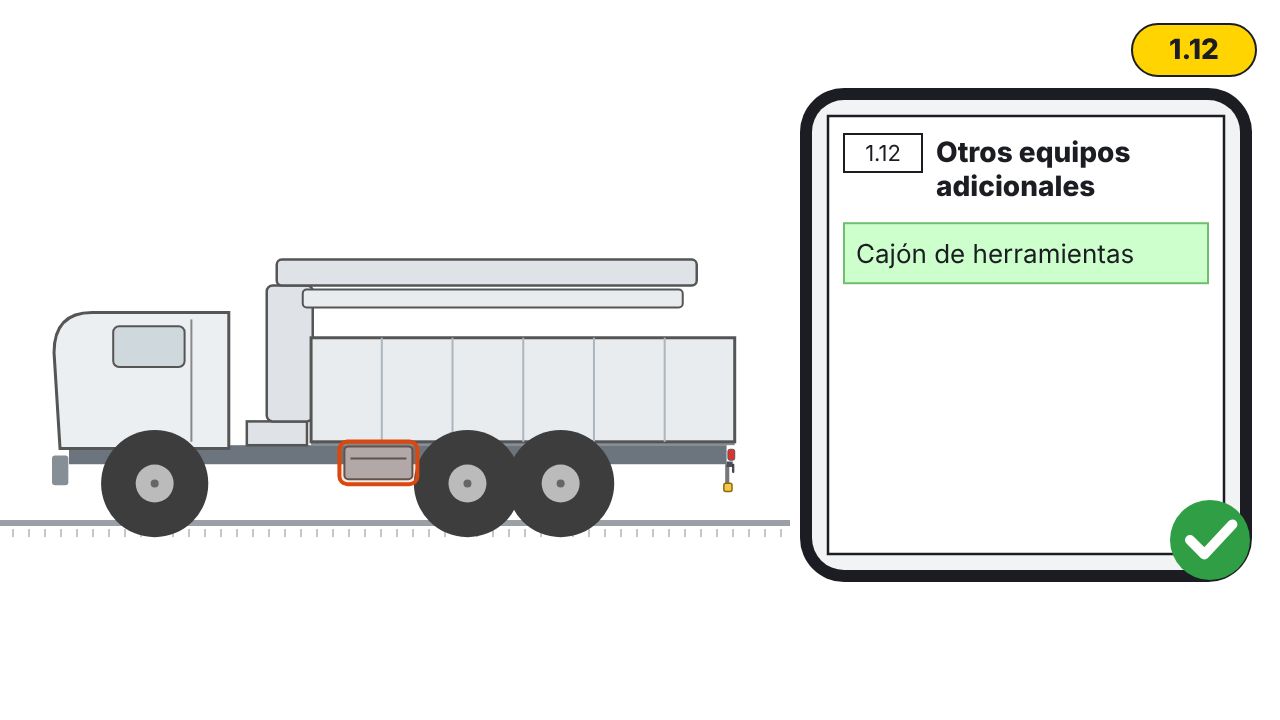 1.12
1.12
Otros equipos
adicionales
Cajón de herramientas